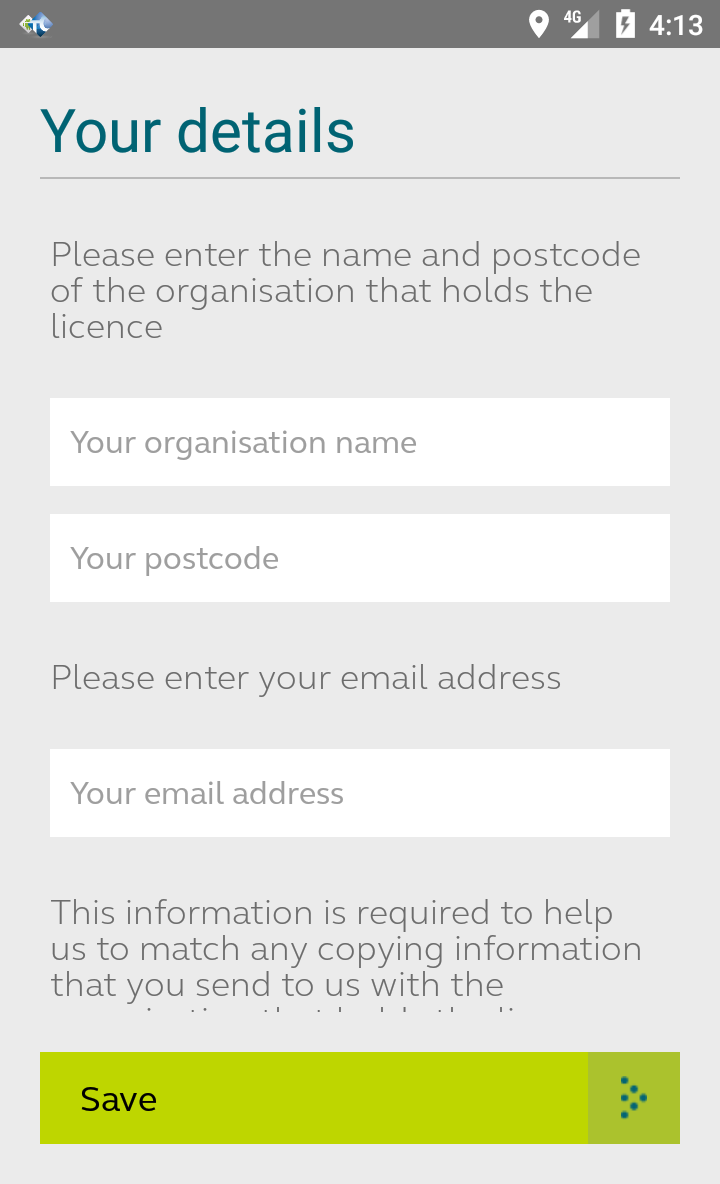 4G 4:13
Your details
Please enter the name and postcode
of the organisation that holds the
licence
Your organisation name
Your postcode
Please enter your email address
Your email address
This information is required to help
us to match any copying information
that you send to us with the
Save